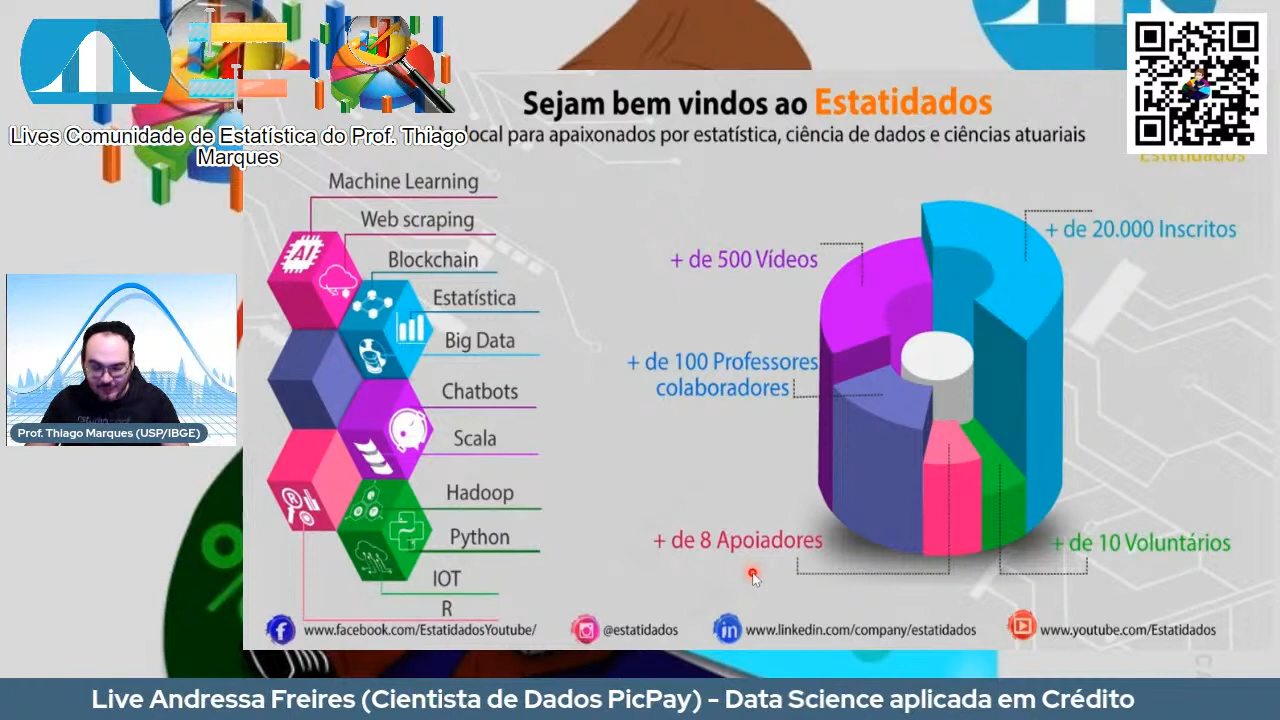 Lives Comunidade de Estatística do Prof. Thiago
Marques
Sejam bem vindos ao Estatidados
local para apaixonados por estatística, ciência de dados e ciências atuariais
Estatidados
Machine Learning
Web scraping
Blockchain
Estatística
Big Data
Chatbots
Scala
Hadoop
Python
IOT
R
AI
R
+ de 500 Vídeos
+ de 20.000 Inscritos
+ de 100 Professores
colaboradores
+ de 8 Apoiadores
+ de 10 Voluntários
Prof. Thiago Marques (USP/IBGE)
www.facebook.com/EstatidadosYoutube/
@estatidados
www.linkedin.com/company/estatidados
www.youtube.com/Estatidados
Live Andressa Freires (Cientista de Dados PicPay) - Data Science aplicada em Crédito